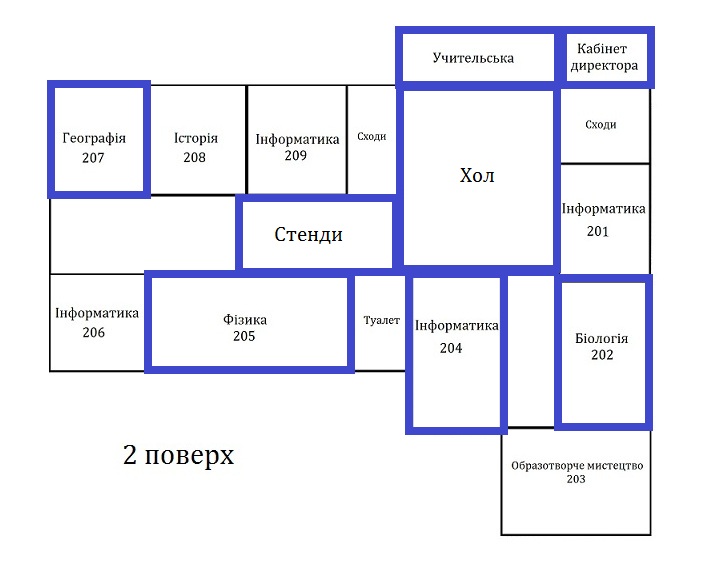 Учительська
Кабінет
директора
Географія
207
Історія
208
Інформатика
209
Сходи
Хол
Сходи
Інформатика
201
Стенди
Інформатика
206
Фізика
205
Туалет
Інформатика
204
Біологія
202
2 поверх
Образотворче мистецтво
203